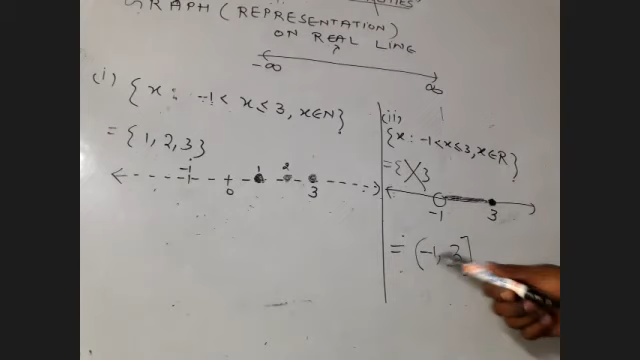 GRAPH (REPRESENTATION)
ON REAL LINE
-∞ ∞
(i) {x: -1 < x ≤ 3, x∈N}
= {1, 2, 3}
-1 0 1 2 3
(ii)
{x: -1 < x ≤ 3, x∈R}
= {X}
-1 3
= (-1, 3]